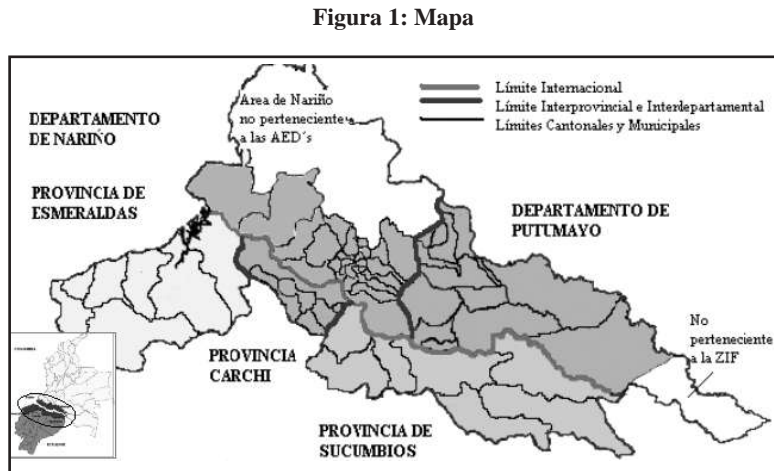 Figura 1: Mapa
Límite Internacional
Límite Interprovincial e Interdepartamental
Límites Cantonales y Municipales
Area de Nariño
no perteneciente
a las AED´s
DEPARTAMENTO
DE NARIÑO
PROVINCIA DE
ESMERALDAS
DEPARTAMENTO DE
PUTUMAYO
No
perteneciente
a la ZIF
PROVINCIA
CARCHI
PROVINCIA DE
SUCUMBIOS